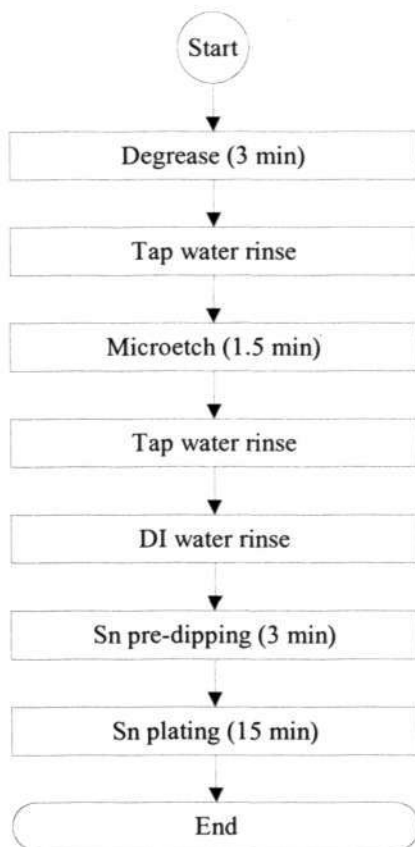 Start
Degrease (3 min)
Tap water rinse
Microetch (1.5 min)
Tap water rinse
DI water rinse
Sn pre-dipping (3 min)
Sn plating (15 min)
End